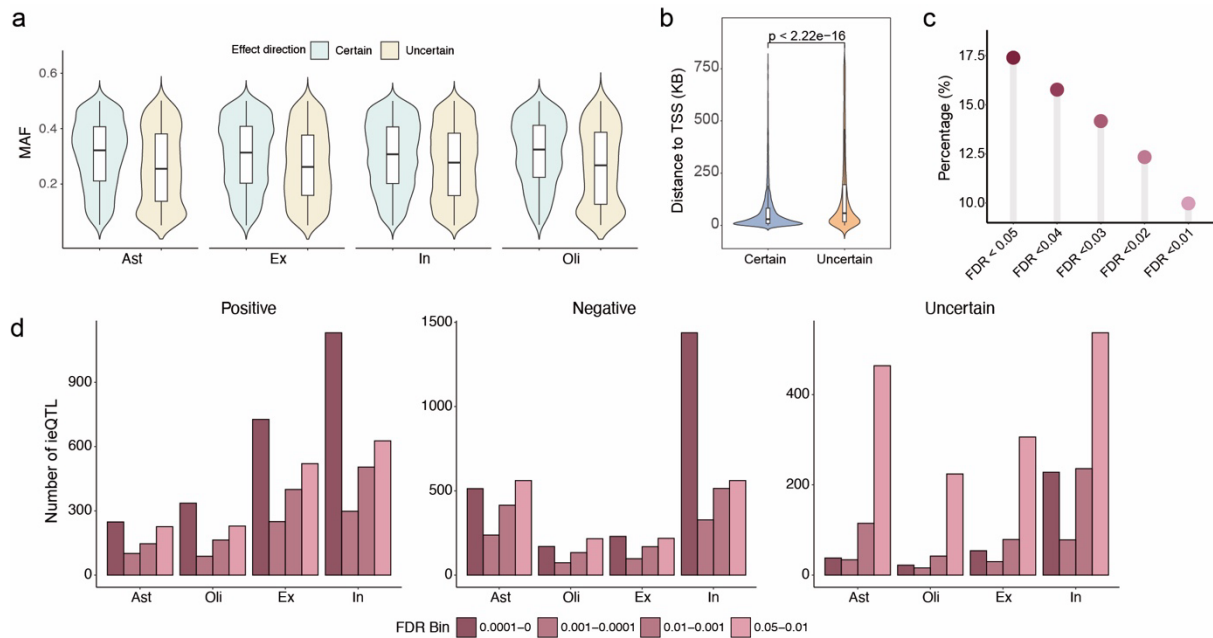 a
Effect direction Certain Uncertain
MAF
0.6
0.4
0.2
Ast Ex In Oli
b
p < 2.22e−16
Distance to TSS (KB)
750
500
250
0
Certain Uncertain
c
Percentage (%)
17.5
15.0
12.5
10.0
FDR < 0.05
FDR <0.04
FDR <0.03
FDR <0.02
FDR <0.01
d
Positive
Number of ieQTL
900
600
300
0
Ast Oli Ex In
Negative
1500
1000
500
0
Ast Oli Ex In
Uncertain
400
200
0
Ast Oli Ex In
FDR Bin 0.0001−0 0.001−0.0001 0.01−0.001 0.05−0.01